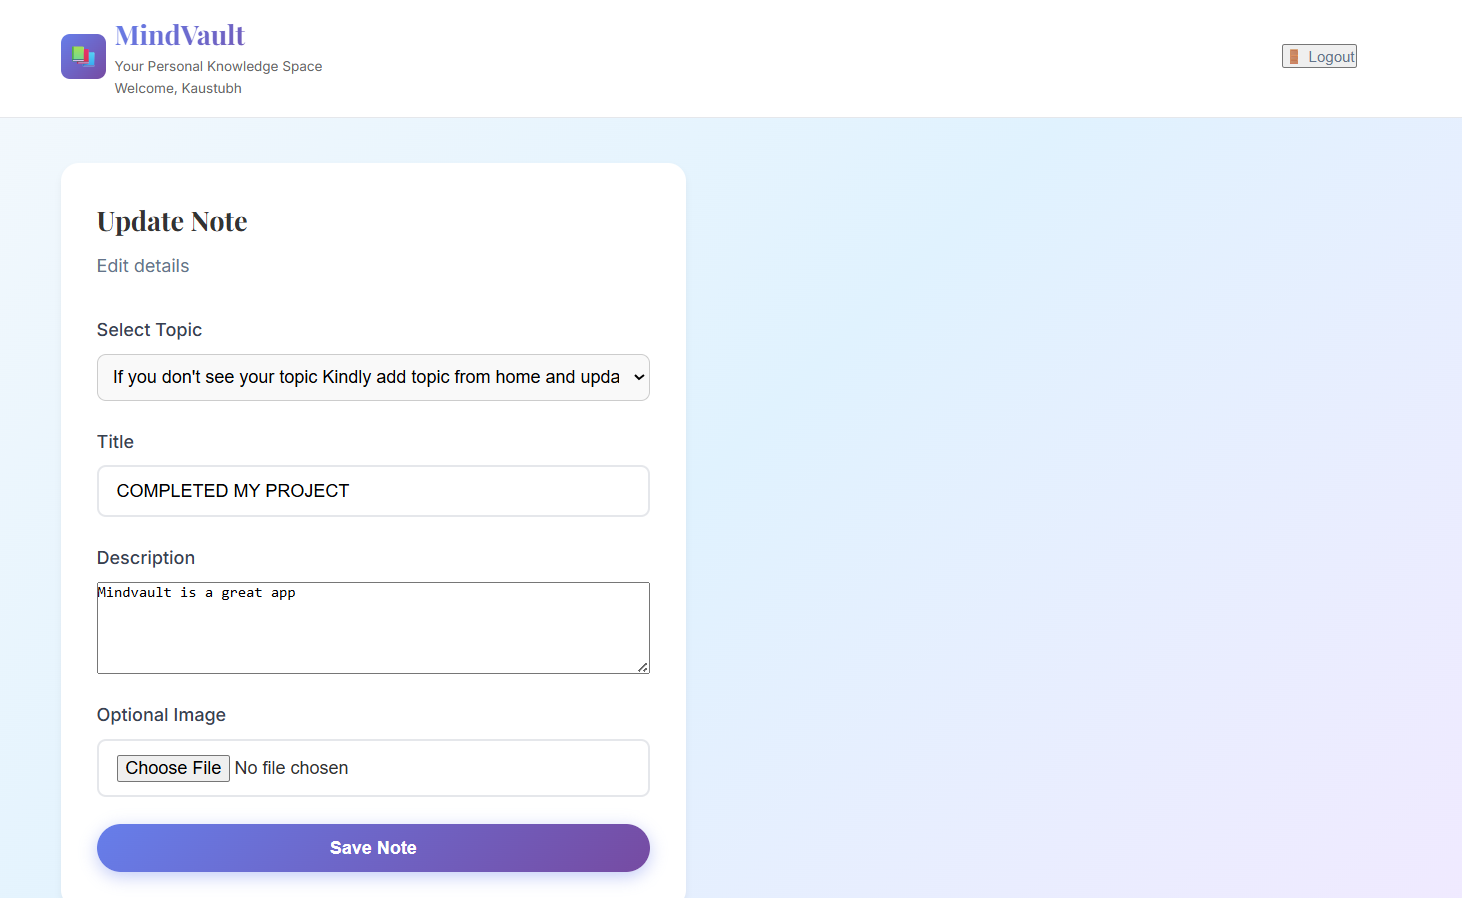 MindVault
Your Personal Knowledge Space
Welcome, Kaustubh
Logout
Update Note
Edit details
Select Topic
If you don't see your topic Kindly add topic from home and upda
Title
COMPLETED MY PROJECT
Description
Mindvault is a great app
Optional Image
Choose File No file chosen
Save Note